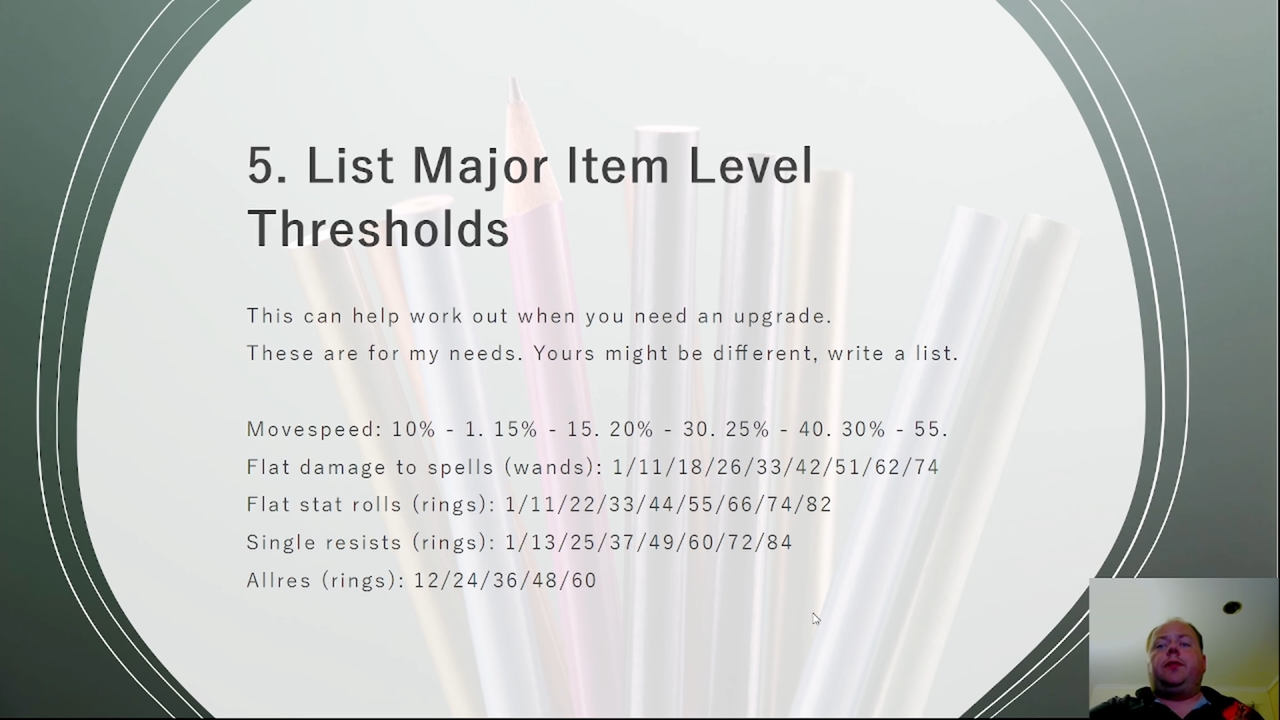 5. List Major Item Level
Thresholds
This can help work out when you need an upgrade.
These are for my needs. Yours might be different, write a list.
Movespeed: 10% - 1. 15% - 15. 20% - 30. 25% - 40. 30% - 55.
Flat damage to spells (wands): 1/11/18/26/33/42/51/62/74
Flat stat rolls (rings): 1/11/22/33/44/55/66/74/82
Single resists (rings): 1/13/25/37/49/60/72/84
Allres (rings): 12/24/36/48/60